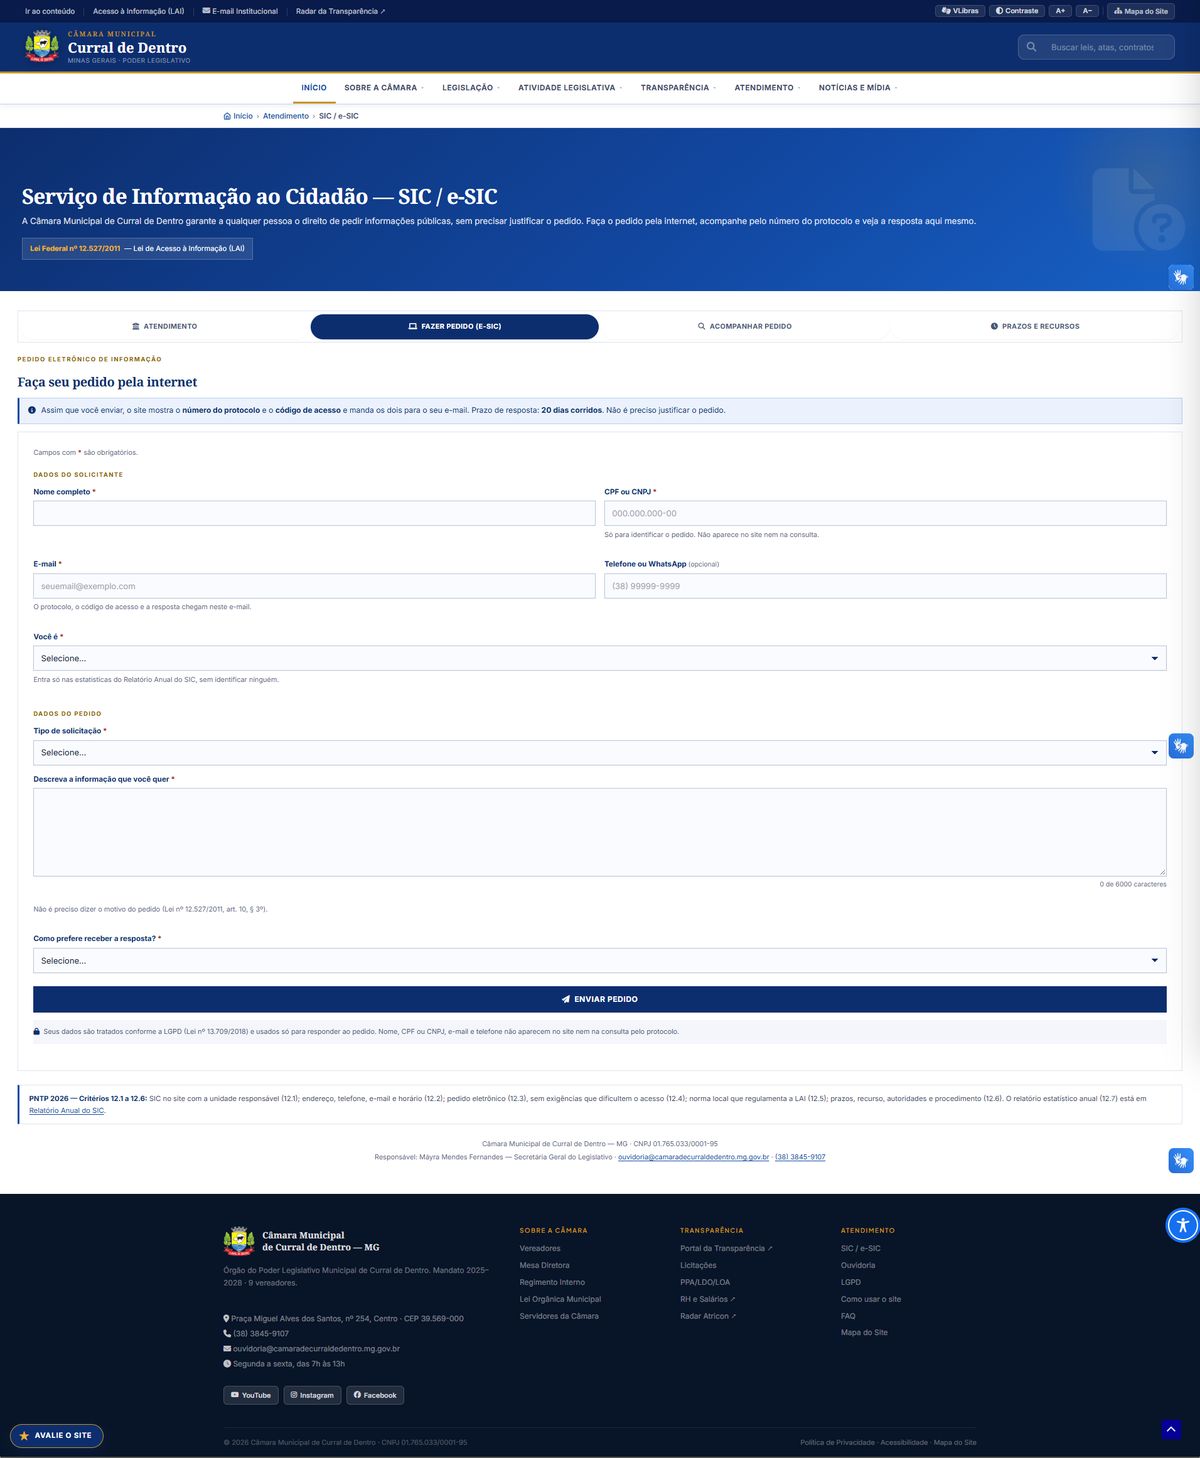 Ir ao conteúdo
Acesso à Informação (LAI)
E-mail Institucional
Radar da Transparência ↗
VLibras
Contraste
A+
A−
Mapa do Site
CÂMARA MUNICIPAL
Curral de Dentro
MINAS GERAIS · PODER LEGISLATIVO
Buscar leis, atas, contratos
INÍCIO
SOBRE A CÂMARA
LEGISLAÇÃO
ATIVIDADE LEGISLATIVA
TRANSPARÊNCIA
ATENDIMENTO
NOTÍCIAS E MÍDIA
Início › Atendimento › SIC / e-SIC
Serviço de Informação ao Cidadão — SIC / e-SIC
A Câmara Municipal de Curral de Dentro garante a qualquer pessoa o direito de pedir informações públicas, sem precisar justificar o pedido. Faça o pedido pela internet, acompanhe pelo número do protocolo e veja a resposta aqui mesmo.
Lei Federal nº 12.527/2011 — Lei de Acesso à Informação (LAI)
ATENDIMENTO
FAZER PEDIDO (E-SIC)
ACOMPANHAR PEDIDO
PRAZOS E RECURSOS
PEDIDO ELETRÔNICO DE INFORMAÇÃO
Faça seu pedido pela internet
Assim que você enviar, o site mostra o número do protocolo e o código de acesso e manda os dois para o seu e-mail. Prazo de resposta: 20 dias corridos. Não é preciso justificar o pedido.
Campos com * são obrigatórios.
DADOS DO SOLICITANTE
Nome completo *
CPF ou CNPJ *
000.000.000-00
Só para identificar o pedido. Não aparece no site nem na consulta.
E-mail *
Telefone ou WhatsApp (opcional)
seuemail@exemplo.com
(38) 99999-9999
O protocolo, o código de acesso e a resposta chegam neste e-mail.
Você é *
Selecione...
Entra só nas estatísticas do Relatório Anual do SIC, sem identificar ninguém.
DADOS DO PEDIDO
Tipo de solicitação *
Selecione...
Descreva a informação que você quer *
0 de 6000 caracteres
Não é preciso dizer o motivo do pedido (Lei nº 12.527/2011, art. 10, § 3º).
Como prefere receber a resposta? *
Selecione...
ENVIAR PEDIDO
Seus dados são tratados conforme a LGPD (Lei nº 13.709/2018) e usados só para responder ao pedido. Nome, CPF ou CNPJ, e-mail e telefone não aparecem no site nem na consulta pelo protocolo.
PNTP 2026 — Critérios 12.1 a 12.6: SIC no site com a unidade responsável (12.1); endereço, telefone, e-mail e horário (12.2); pedido eletrônico (12.3), sem exigências que dificultem o acesso (12.4); norma local que regulamenta a LAI (12.5); prazos, recurso, autoridades e procedimento (12.6). O relatório estatístico anual (12.7) está em
Relatório Anual do SIC.
Câmara Municipal de Curral de Dentro — MG · CNPJ 01.765.033/0001-95
Responsável: Mayra Mendes Fernandes — Secretária Geral do Legislativo · ouvidoria@camaradecurraldedentro.mg.gov.br · (38) 3845-9107
Câmara Municipal
de Curral de Dentro — MG
Órgão do Poder Legislativo Municipal de Curral de Dentro. Mandato 2025–
2028 · 9 vereadores.
Praça Miguel Alves dos Santos, nº 254, Centro · CEP 39.569-000
(38) 3845-9107
ouvidoria@camaradecurraldedentro.mg.gov.br
Segunda a sexta, das 7h às 13h
YouTube
Instagram
Facebook
SOBRE A CÂMARA
Vereadores
Mesa Diretora
Regimento Interno
Lei Orgânica Municipal
Servidores da Câmara
TRANSPARÊNCIA
Portal da Transparência ↗
Licitações
PPA/LDO/LOA
RH e Salários ↗
Radar Atricon ↗
ATENDIMENTO
SIC / e-SIC
Ouvidoria
LGPD
Como usar o site
FAQ
Mapa do Site
AVALIE O SITE
© 2026 Câmara Municipal de Curral de Dentro · CNPJ 01.765.033/0001-95
Política de Privacidade · Acessibilidade · Mapa do Site